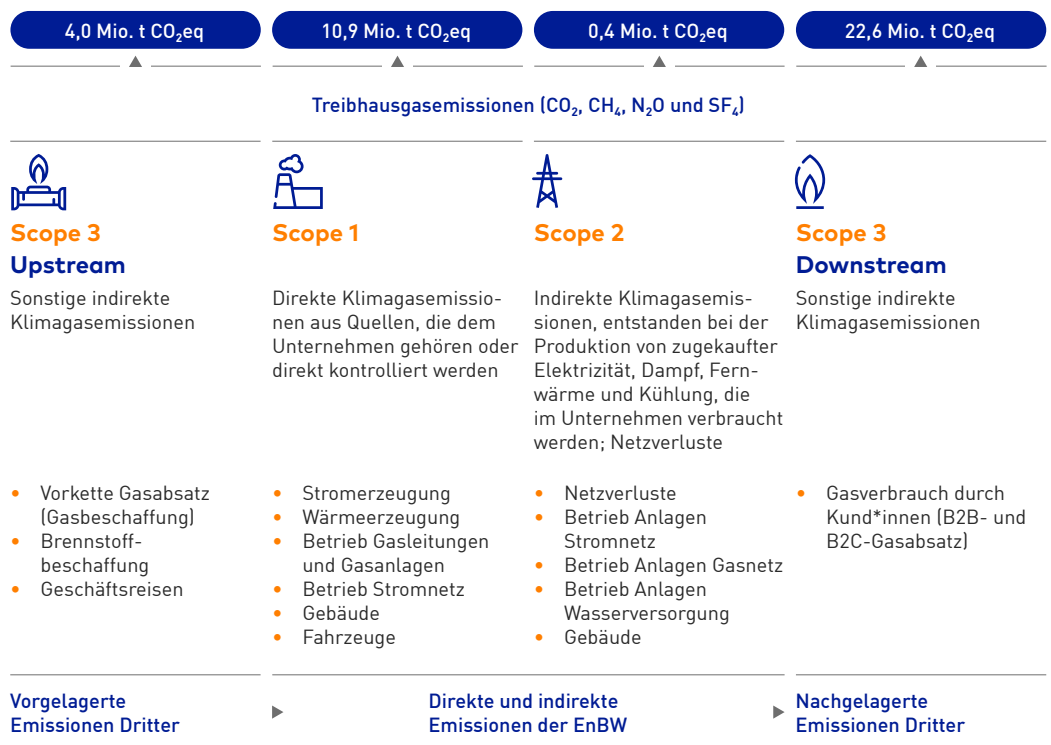 4,0 Mio. t CO₂eq
10,9 Mio. t CO₂eq
0,4 Mio. t CO₂eq
22,6 Mio. t CO₂eq
Treibhausgasemissionen (CO₂, CH₄, N₂O und SF₄)
Scope 3
Upstream
Sonstige indirekte
Klimagasemissionen
• Vorkette Gasabsatz
(Gasbeschaffung)
• Brennstoff-
beschaffung
• Geschäftsreisen
Scope 1
Direkte Klimagasemissio-
nen aus Quellen, die dem
Unternehmen gehören oder
direkt kontrolliert werden
• Stromerzeugung
• Wärmeerzeugung
• Betrieb Gasleitungen
und Gasanlagen
• Betrieb Stromnetz
• Gebäude
• Fahrzeuge
Scope 2
Indirekte Klimagasemis-
sionen, entstanden bei der
Produktion von zugekaufter
Elektrizität, Dampf, Fern-
wärme und Kühlung, die
im Unternehmen verbraucht
werden; Netzverluste
• Netzverluste
• Betrieb Anlagen
Stromnetz
• Betrieb Anlagen Gasnetz
• Betrieb Anlagen
Wasserversorgung
• Gebäude
Scope 3
Downstream
Sonstige indirekte
Klimagasemissionen
• Gasverbrauch durch
Kund*innen (B2B- und
B2C-Gasabsatz)
Vorgelagerte
Emissionen Dritter
Direkte und indirekte
Emissionen der EnBW
Nachgelagerte
Emissionen Dritter